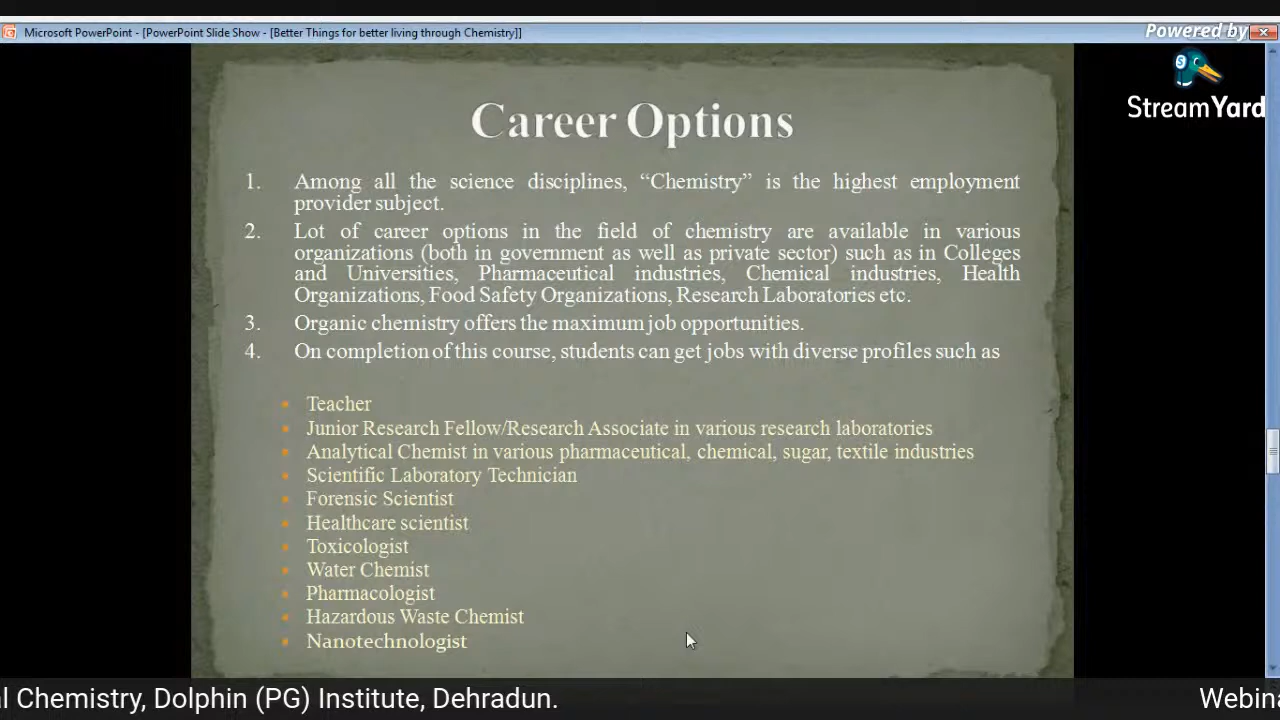 Microsoft PowerPoint - [PowerPoint Slide Show - [Better Things for better living through Chemistry]]
Powered by
StreamYard
Career Options
1. Among all the science disciplines, “Chemistry” is the highest employment
provider subject.
2. Lot of career options in the field of chemistry are available in various
organizations (both in government as well as private sector) such as in Colleges
and Universities, Pharmaceutical industries, Chemical industries, Health
Organizations, Food Safety Organizations, Research Laboratories etc.
3. Organic chemistry offers the maximum job opportunities.
4. On completion of this course, students can get jobs with diverse profiles such as
Teacher
Junior Research Fellow/Research Associate in various research laboratories
Analytical Chemist in various pharmaceutical, chemical, sugar, textile industries
Scientific Laboratory Technician
Forensic Scientist
Healthcare scientist
Toxicologist
Water Chemist
Pharmacologist
Hazardous Waste Chemist
Nanotechnologist
l Chemistry, Dolphin (PG) Institute, Dehradun. Webin